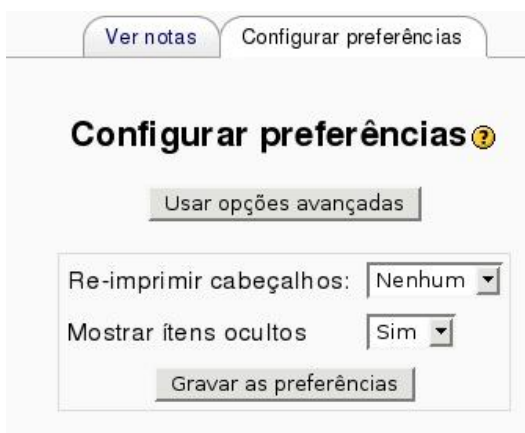 Ver notas Configurar preferências
Configurar preferências ?
Usar opções avançadas
Re-imprimir cabeçalhos: Nenhum
Mostrar ítens ocultos Sim
Gravar as preferências